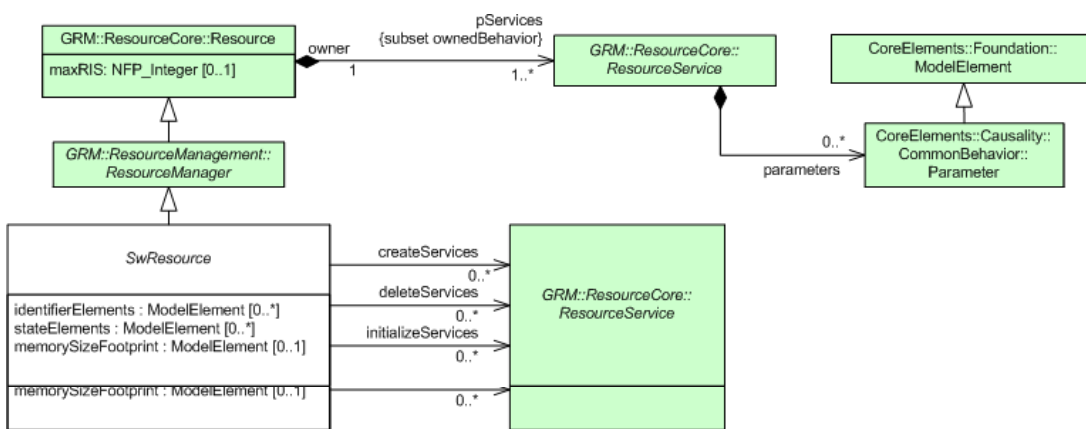 GRM::ResourceCore::Resource
maxRIS: NFP_Integer [0..1]
owner
1
pServices
{subset ownedBehavior}
1..*
GRM::ResourceCore::
ResourceService
CoreElements::Foundation::
ModelElement
GRM::ResourceManagement::
ResourceManager
0..*
parameters
CoreElements::Causality::
CommonBehavior::
Parameter
SwResource
identifierElements : ModelElement [0..*]
stateElements : ModelElement [0..*]
memorySizeFootprint : ModelElement [0..1]
memorySizeFootprint : ModelElement [0..1]
createServices
0..*
deleteServices
0..*
initializeServices
0..*
0..*
GRM::ResourceCore::
ResourceService